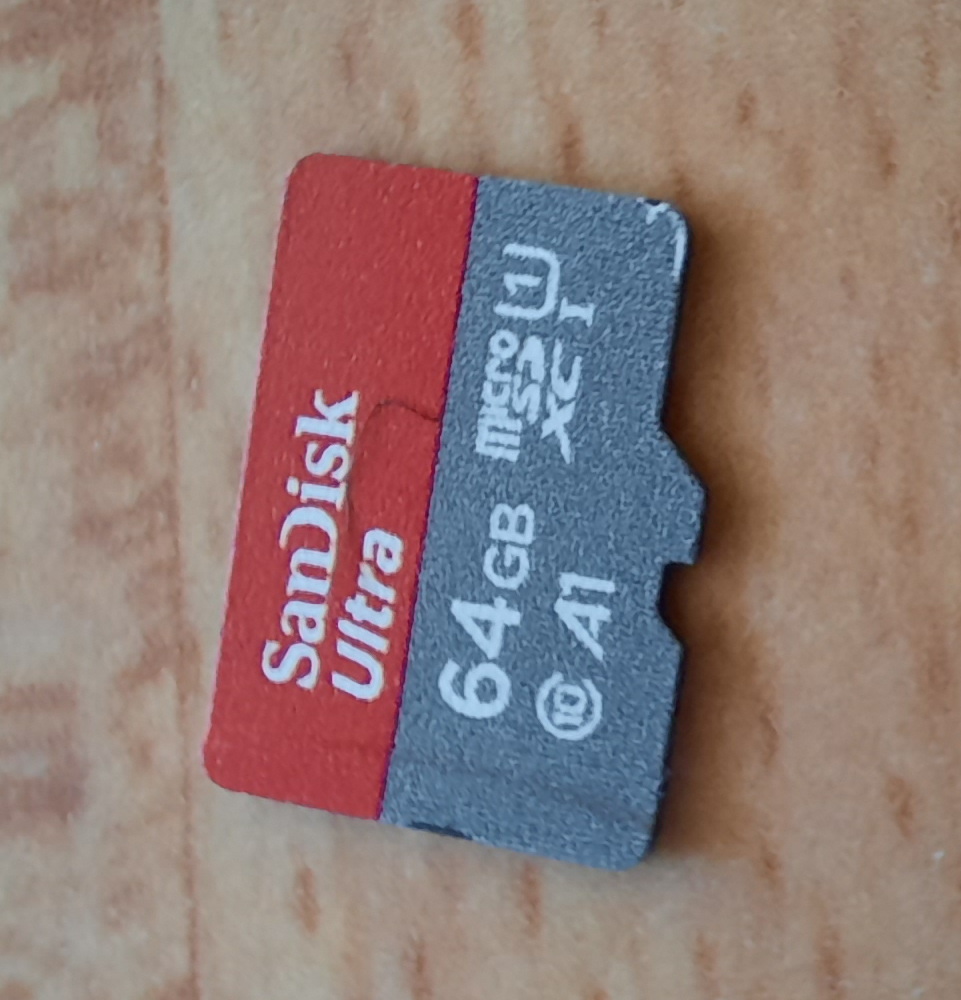 SanDisk
Ultra
64GB
micro SD XC I U1
10 A1